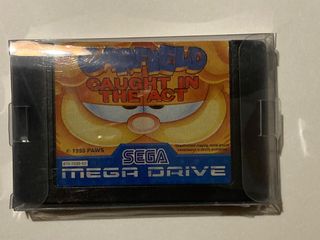 GARFIELD
CAUGHT IN
THE ACT
© 1995 PAWS
SEGA
MEGA DRIVE